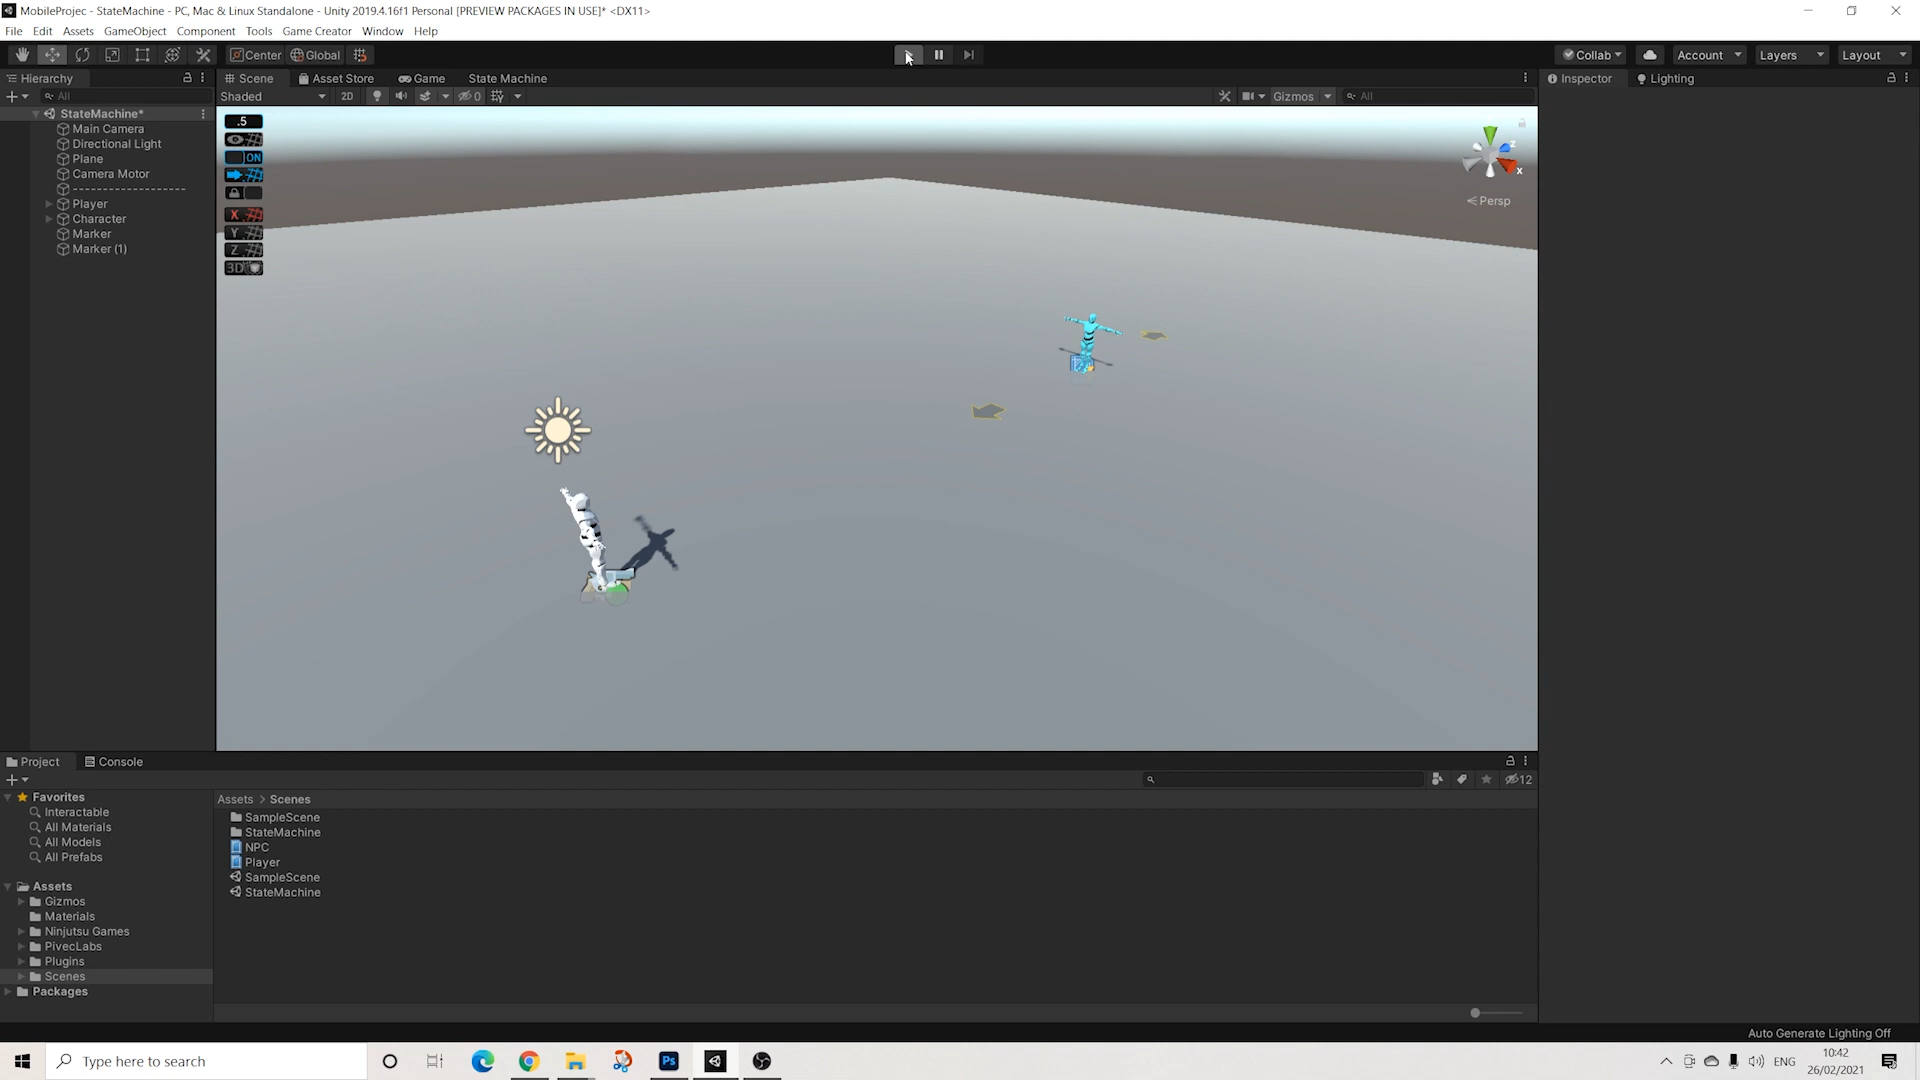 MobileProjec - StateMachine - PC, Mac & Linux Standalone - Unity 2019.4.16f1 Personal [PREVIEW PACKAGES IN USE]* <DX11>
File Edit Assets GameObject Component Tools Game Creator Window Help
Center Global
Collab Account Layers Layout
Hierarchy
Scene Asset Store Game State Machine
Inspector Lighting
All
Shaded 2D 0 Gizmos All
StateMachine*
Main Camera
Directional Light
Plane
Camera Motor
--------------------
Player
Character
Marker
Marker (1)
.5
ON
X
Y
Z
3D
z
x
Persp
Project Console
12
Favorites
Interactable
All Materials
All Models
All Prefabs
Assets
Gizmos
Materials
Ninjutsu Games
PivecLabs
Plugins
Scenes
Packages
Assets > Scenes
SampleScene
StateMachine
NPC
Player
SampleScene
StateMachine
Auto Generate Lighting Off
Type here to search
Ps
ENG
10:42
26/02/2021